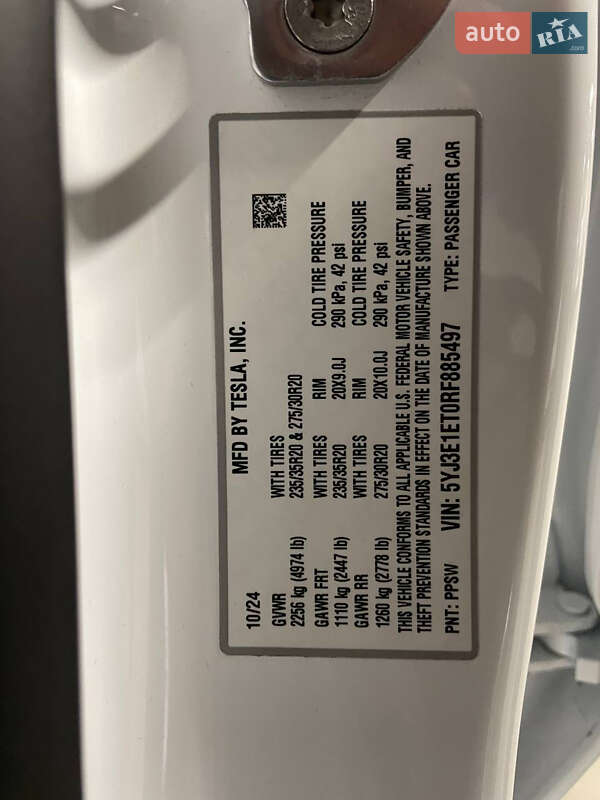 auto RIA.com
MFD BY TESLA, INC.
10/24
GVWR WITH TIRES
2256 kg (4974 lb) 235/35R20 & 275/30R20
GAWR FRT WITH TIRES RIM COLD TIRE PRESSURE
1110 kg (2447 lb) 235/35R20 20X9.0J 290 kPa, 42 psi
GAWR RR WITH TIRES RIM COLD TIRE PRESSURE
1260 kg (2778 lb) 275/30R20 20X10.0J 290 kPa, 42 psi
THIS VEHICLE CONFORMS TO ALL APPLICABLE U.S. FEDERAL MOTOR VEHICLE SAFETY, BUMPER, AND
THEFT PREVENTION STANDARDS IN EFFECT ON THE DATE OF MANUFACTURE SHOWN ABOVE.
PNT: PPSW VIN: 5YJ3E1ET0RF885497 TYPE: PASSENGER CAR